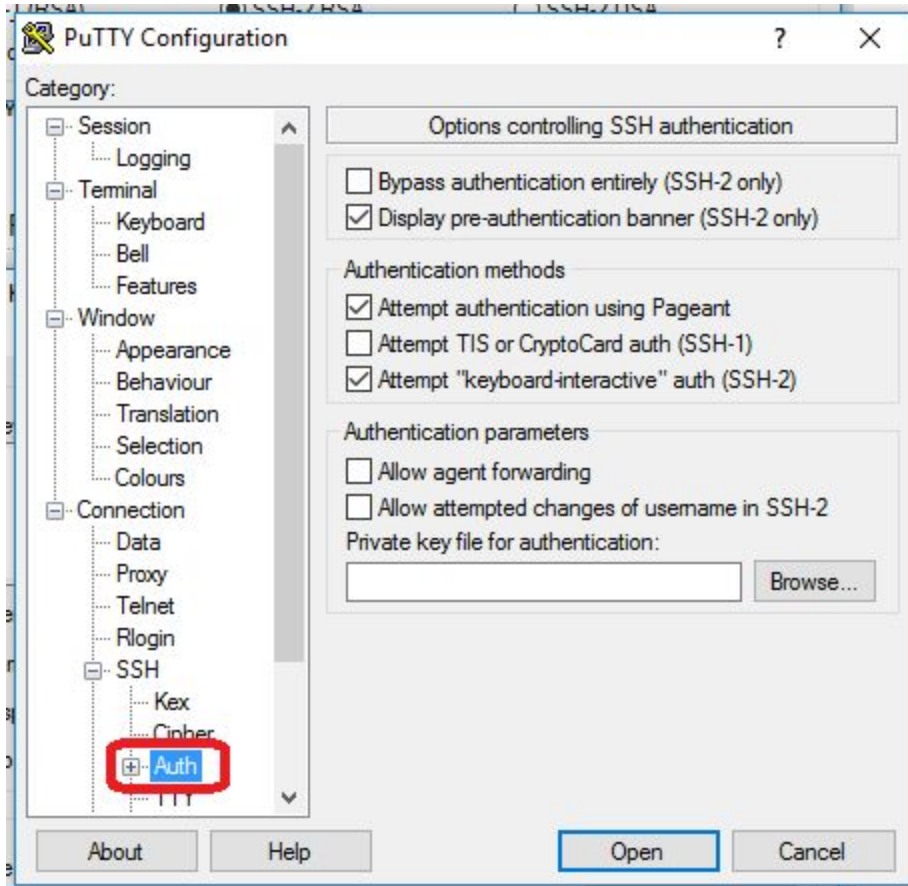 PuTTY Configuration
Category:
Session
Logging
Terminal
Keyboard
Bell
Features
Window
Appearance
Behaviour
Translation
Selection
Colours
Connection
Data
Proxy
Telnet
Rlogin
SSH
Kex
Cipher
Auth
TTY
Options controlling SSH authentication
Bypass authentication entirely (SSH-2 only)
Display pre-authentication banner (SSH-2 only)
Authentication methods
Attempt authentication using Pageant
Attempt TIS or CryptoCard auth (SSH-1)
Attempt "keyboard-interactive" auth (SSH-2)
Authentication parameters
Allow agent forwarding
Allow attempted changes of username in SSH-2
Private key file for authentication:
Browse...
About
Help
Open
Cancel